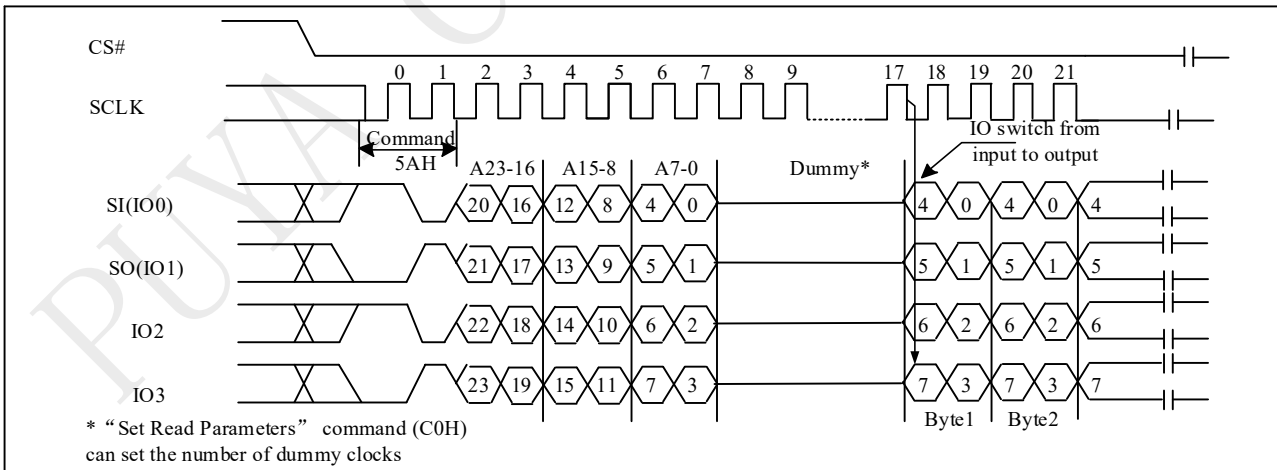 CS#
0 1 2 3 4 5 6 7 8 9 17 18 19 20 21
SCLK
Command
5AH
IO switch from
input to output
A23-16 A15-8 A7-0 Dummy*
SI(IO0) 20 16 12 8 4 0 4 0 4 0 4
SO(IO1) 21 17 13 9 5 1 5 1 5 1 5
IO2 22 18 14 10 6 2 6 2 6 2 6
IO3 23 19 15 11 7 3 7 3 7 3 7
Byte1 Byte2
* “Set Read Parameters” command (C0H)
can set the number of dummy clocks
PUYA